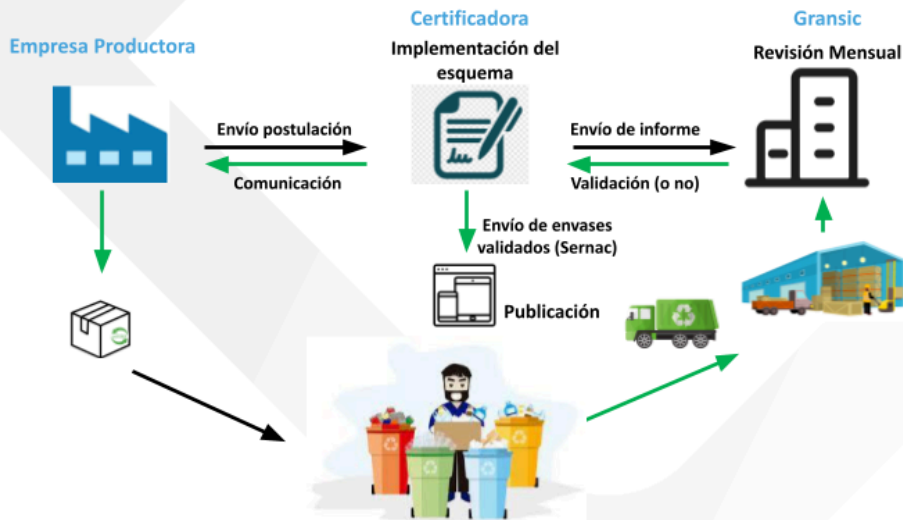 Certificadora
Gransic
Empresa Productora
Implementación del
esquema
Revisión Mensual
Envío postulación
Envío de informe
Comunicación
Validación (o no)
Envío de envases
validados (Sernac)
Publicación